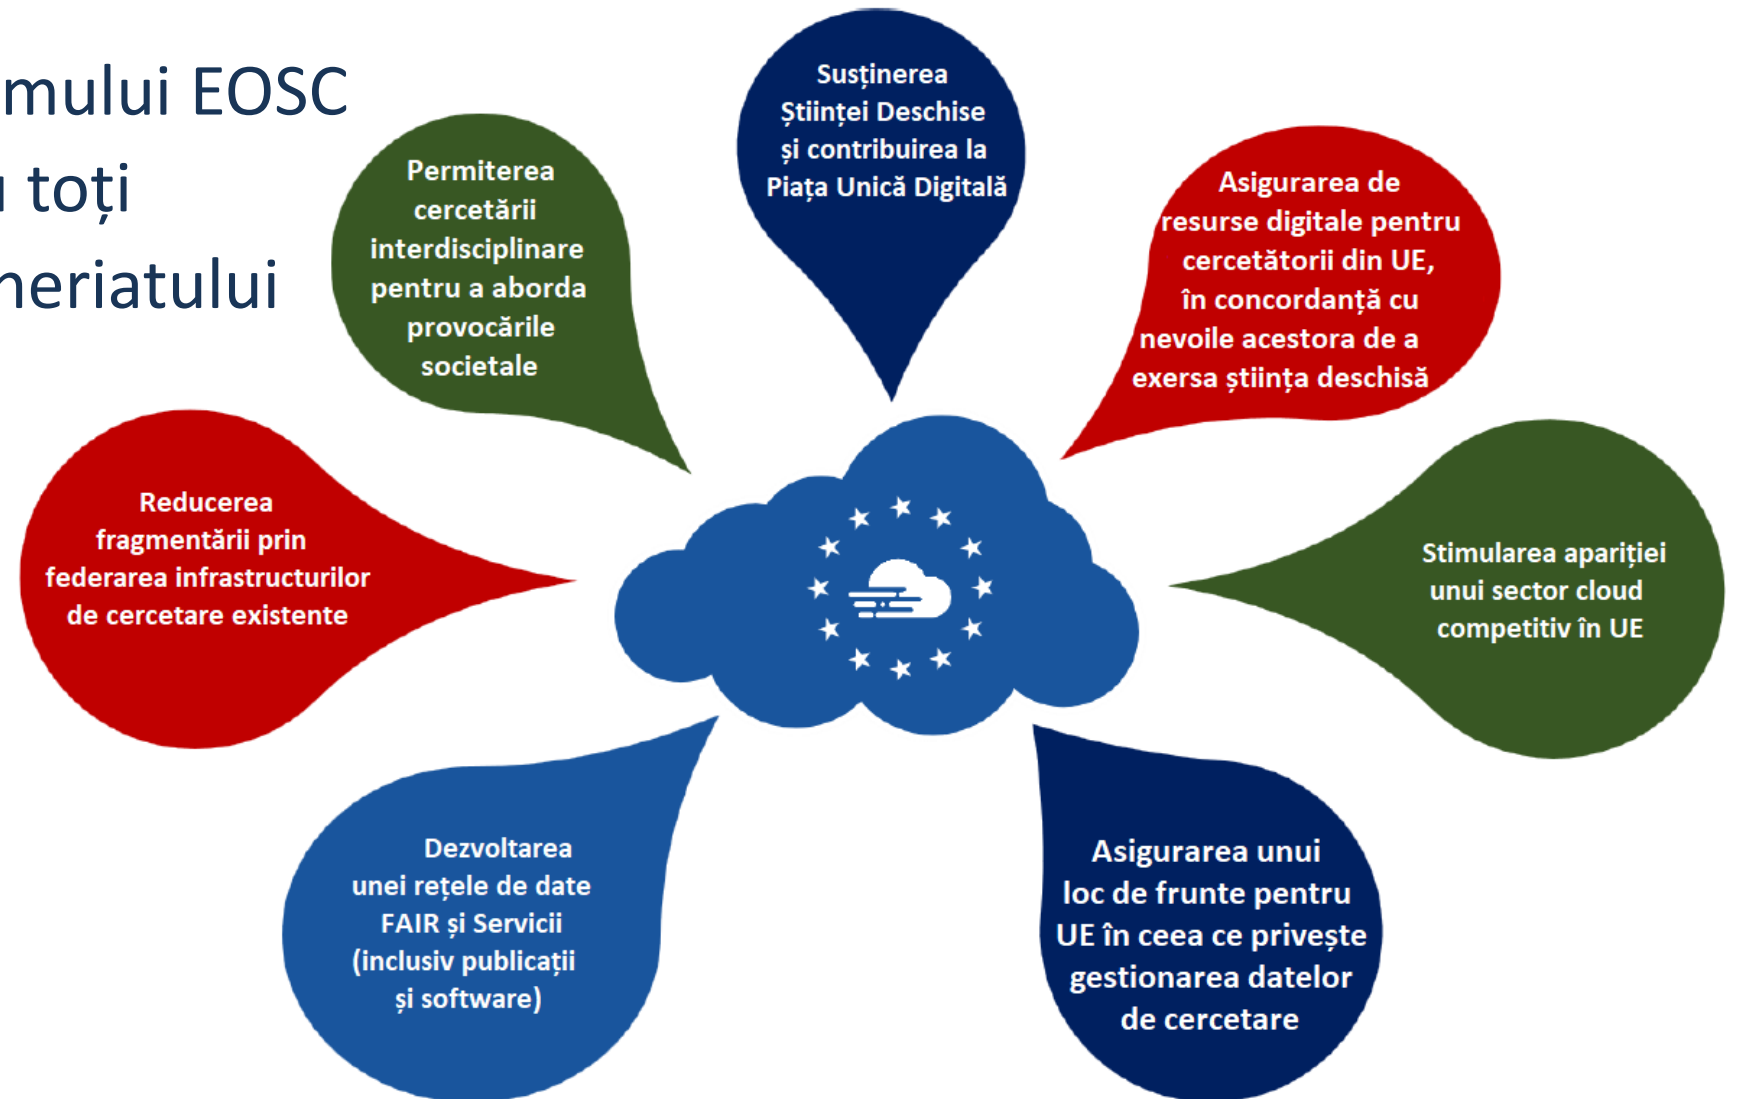 mului EOSC
toți
neriatului
Susținerea
Științei Deschise
și contribuirea la
Piața Unică Digitală
Permiterea
cercetării
interdisciplinare
pentru a aborda
provocările
societale
Asigurarea de
resurse digitale pentru
cercetătorii din UE,
în concordanță cu
nevoile acestora de a
exersa știința deschisă
Reducerea
fragmentării prin
federarea infrastructurilor
de cercetare existente
Stimularea apariției
unui sector cloud
competitiv în UE
Dezvoltarea
unei rețele de date
FAIR și Servicii
(inclusiv publicații
și software)
Asigurarea unui
loc de frunte pentru
UE în ceea ce privește
gestionarea datelor
de cercetare